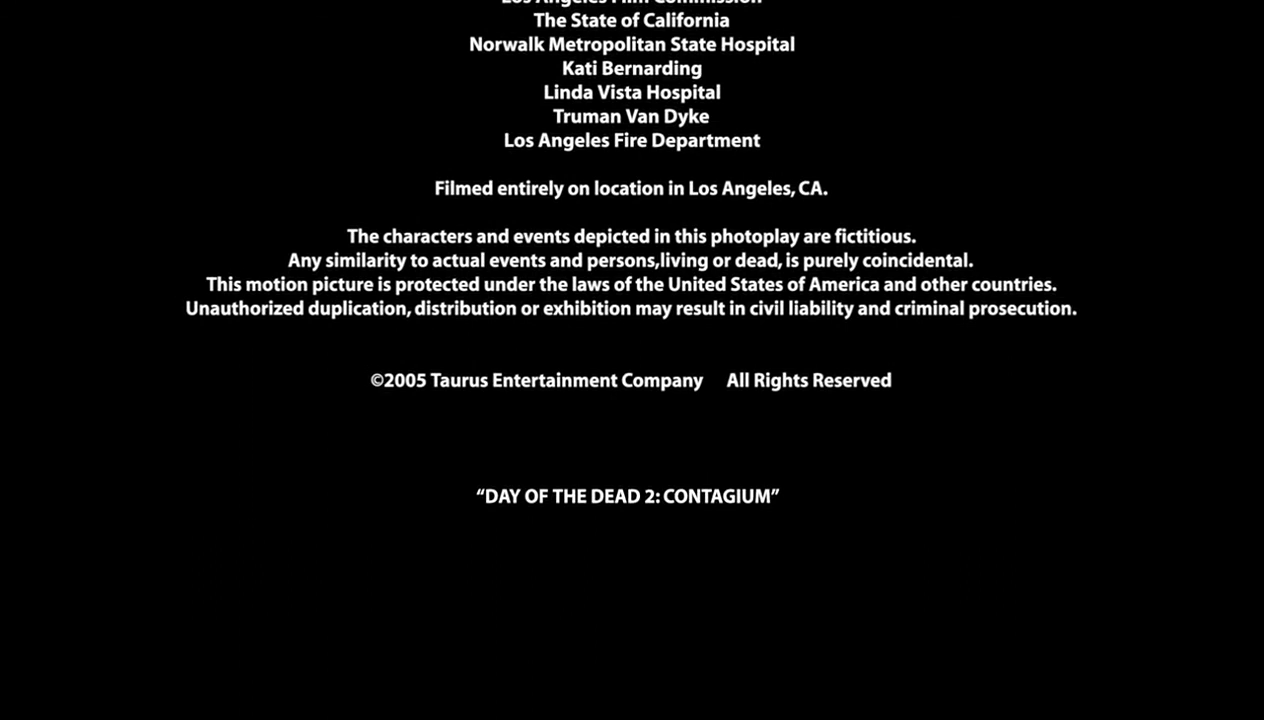 Los Angeles Film Commission
The State of California
Norwalk Metropolitan State Hospital
Kati Bernarding
Linda Vista Hospital
Truman Van Dyke
Los Angeles Fire Department
Filmed entirely on location in Los Angeles, CA.
The characters and events depicted in this photoplay are fictitious.
Any similarity to actual events and persons,living or dead, is purely coincidental.
This motion picture is protected under the laws of the United States of America and other countries.
Unauthorized duplication, distribution or exhibition may result in civil liability and criminal prosecution.
©2005 Taurus Entertainment Company All Rights Reserved
“DAY OF THE DEAD 2: CONTAGIUM”